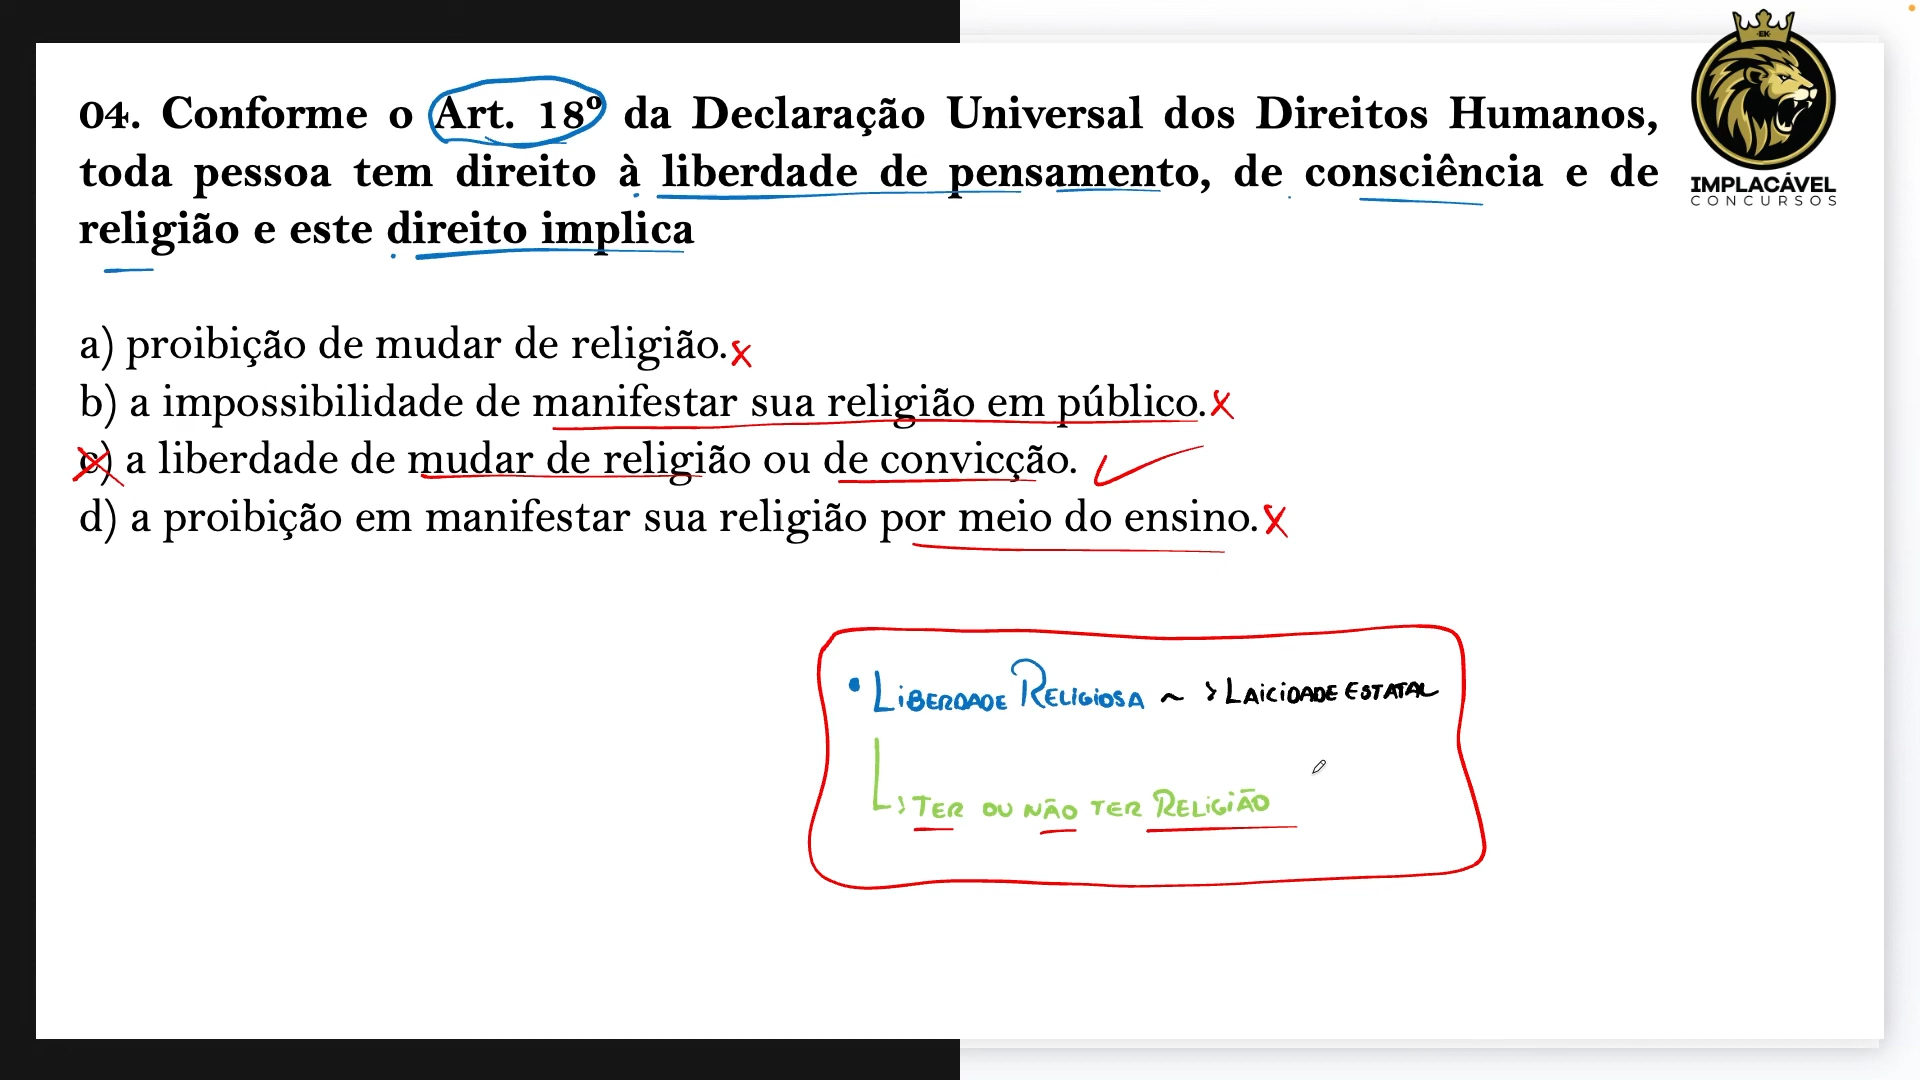 04. Conforme o Art. 18º da Declaração Universal dos Direitos Humanos,
toda pessoa tem direito à liberdade de pensamento, de consciência e de
religião e este direito implica
a) proibição de mudar de religião.
b) a impossibilidade de manifestar sua religião em público.
c) a liberdade de mudar de religião ou de convicção.
d) a proibição em manifestar sua religião por meio do ensino.
• LIBERDADE RELIGIOSA ~ > LAICIDADE ESTATAL
> TER OU NÃO TER RELIGIÃO
EK
IMPLACÁVEL
CONCURSOS